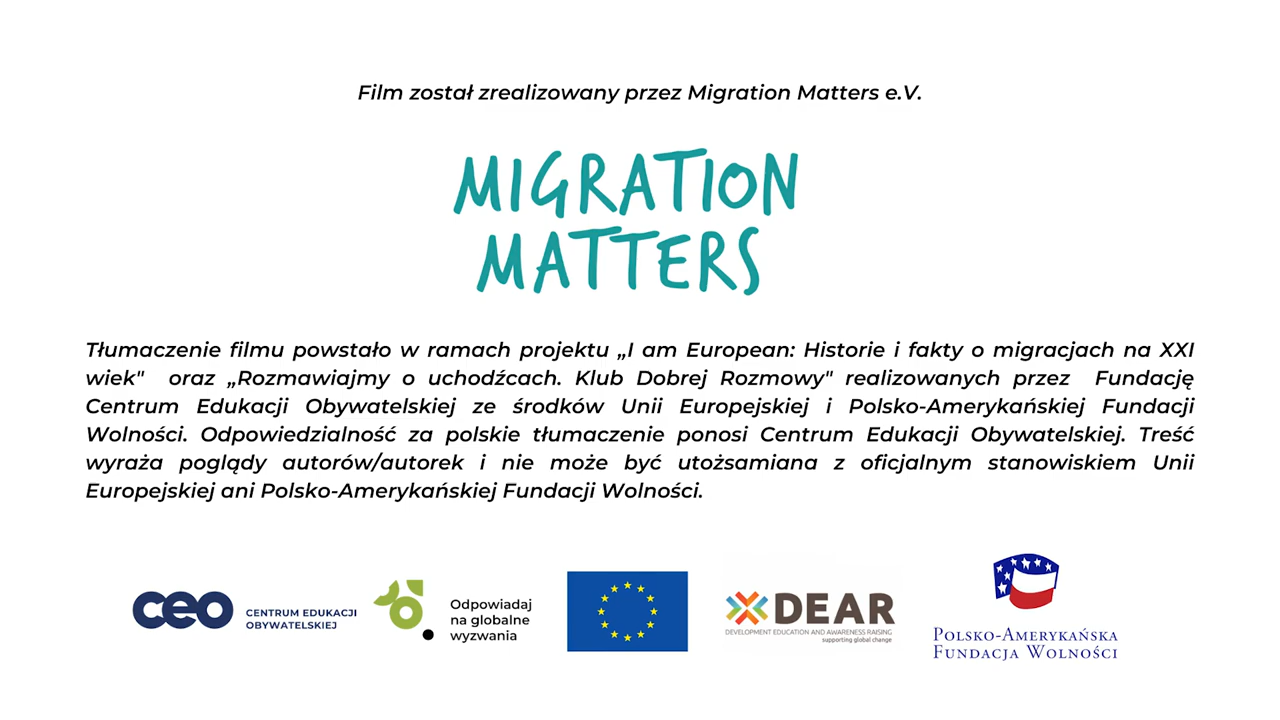 Film został zrealizowany przez Migration Matters e.V.
MIGRATION
MATTERS
Tłumaczenie filmu powstało w ramach projektu „I am European: Historie i fakty o migracjach na XXI
wiek" oraz „Rozmawiajmy o uchodźcach. Klub Dobrej Rozmowy" realizowanych przez Fundację
Centrum Edukacji Obywatelskiej ze środków Unii Europejskiej i Polsko-Amerykańskiej Fundacji
Wolności. Odpowiedzialność za polskie tłumaczenie ponosi Centrum Edukacji Obywatelskiej. Treść
wyraża poglądy autorów/autorek i nie może być utożsamiana z oficjalnym stanowiskiem Unii
Europejskiej ani Polsko-Amerykańskiej Fundacji Wolności.
ceo
CENTRUM EDUKACJI
OBYWATELSKIEJ
Odpowiadaj
na globalne
wyzwania
DEAR
DEVELOPMENT EDUCATION AND AWARENESS RAISING
supporting global change
POLSKO-AMERYKAŃSKA
FUNDACJA WOLNOŚCI